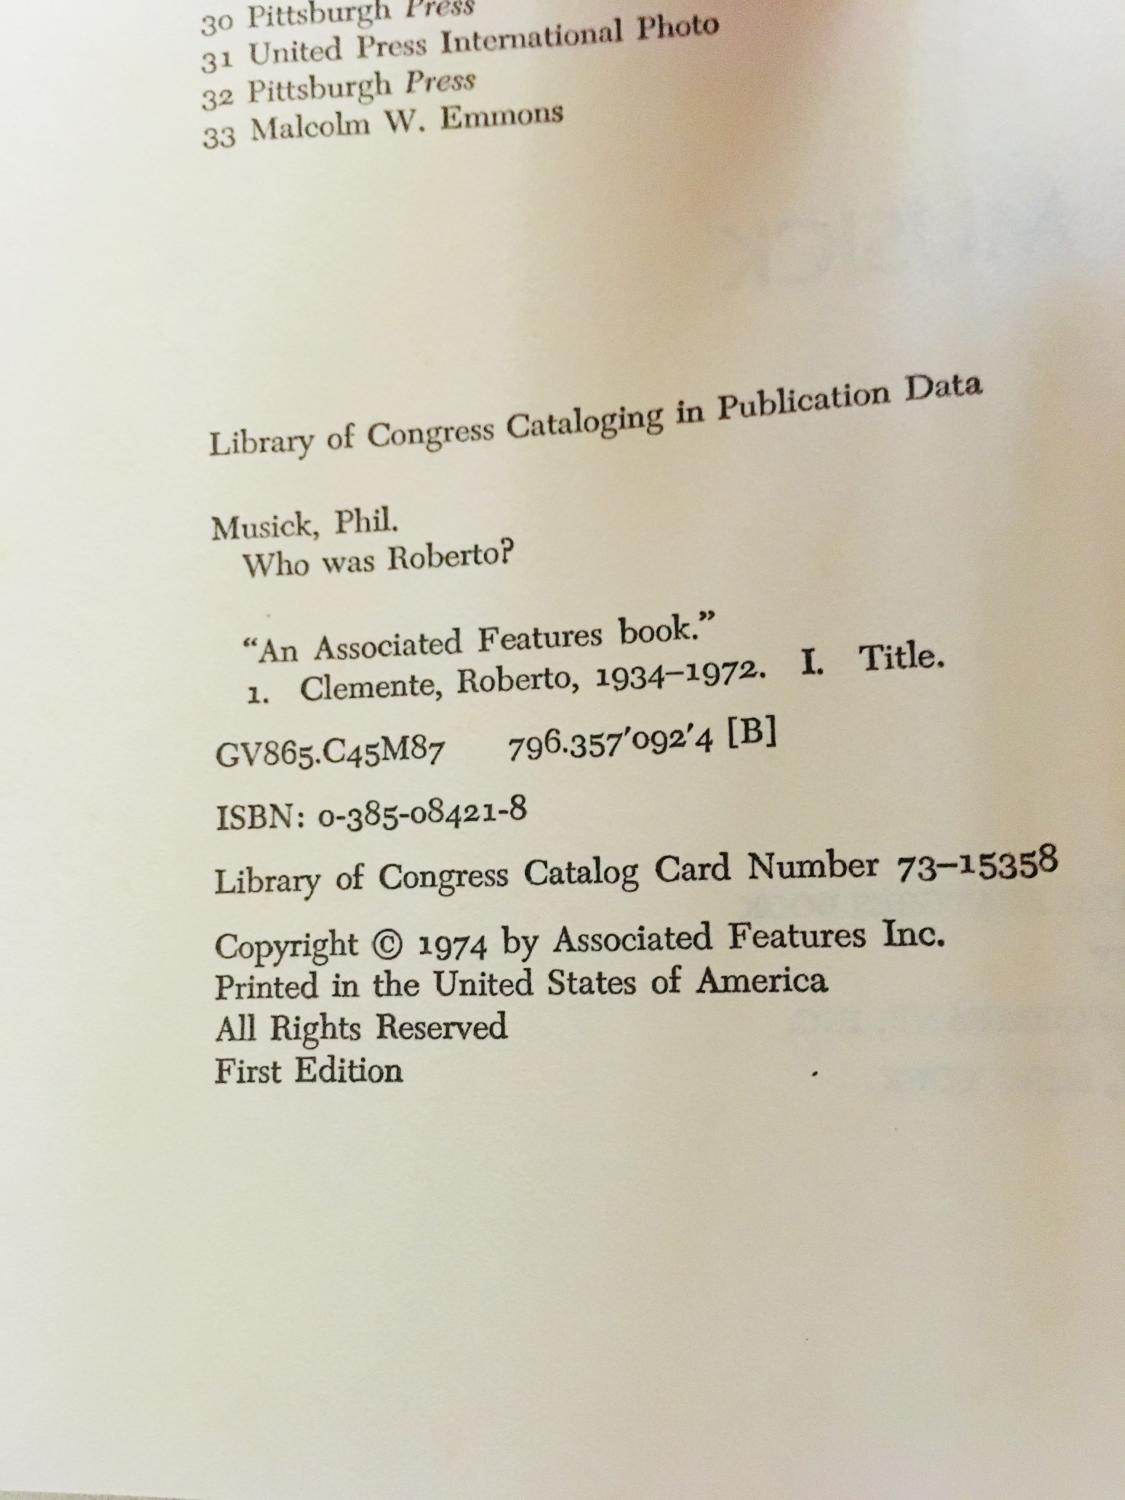 30 Pittsburgh Press
31 United Press International Photo
32 Pittsburgh Press
33 Malcolm W. Emmons
Library of Congress Cataloging in Publication Data
Musick, Phil.
Who was Roberto?
“An Associated Features book.”
1. Clemente, Roberto, 1934–1972. I. Title.
GV865.C45M87 796.357′092′4 [B]
ISBN: 0-385-08421-8
Library of Congress Catalog Card Number 73–15358
Copyright © 1974 by Associated Features Inc.
Printed in the United States of America
All Rights Reserved
First Edition